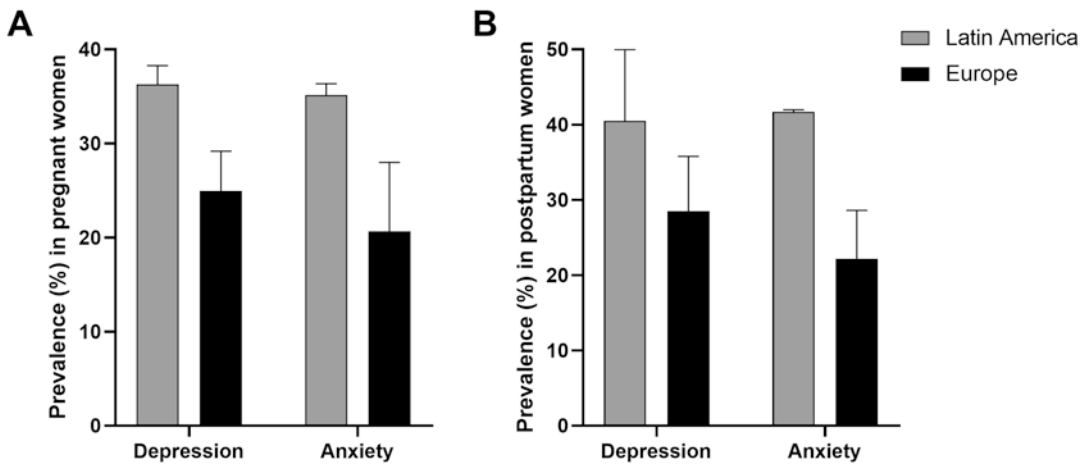 A
Prevalence (%) in pregnant women
40
30
20
10
0
Depression
Anxiety
B
Prevalence (%) in postpartum women
50
40
30
20
10
0
Depression
Anxiety
Latin America
Europe